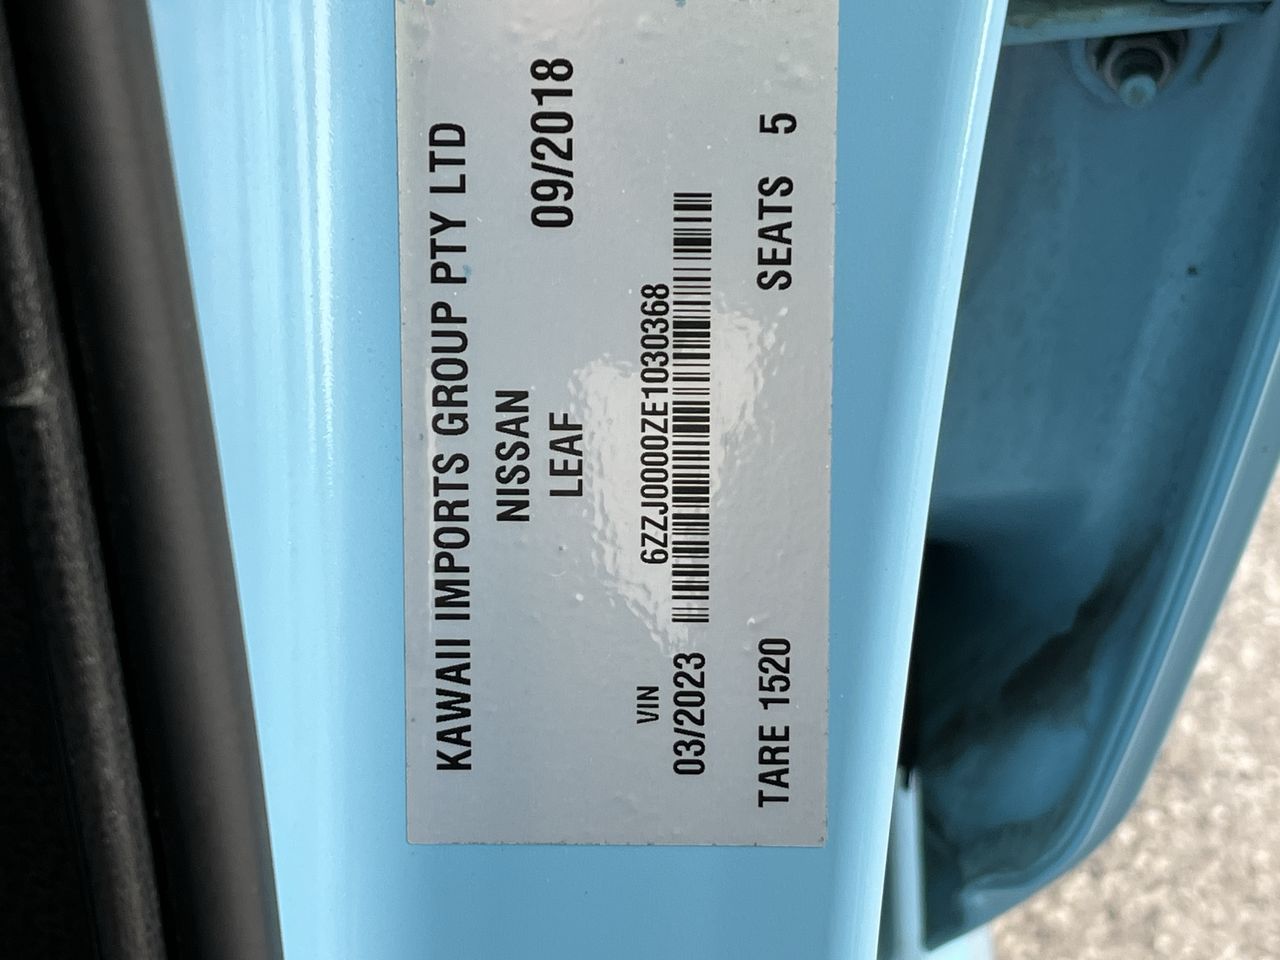 KAWAII IMPORTS GROUP PTY LTD
NISSAN 09/2018
LEAF
VIN 6ZZJ0000ZE1030368
03/2023
TARE 1520 SEATS 5